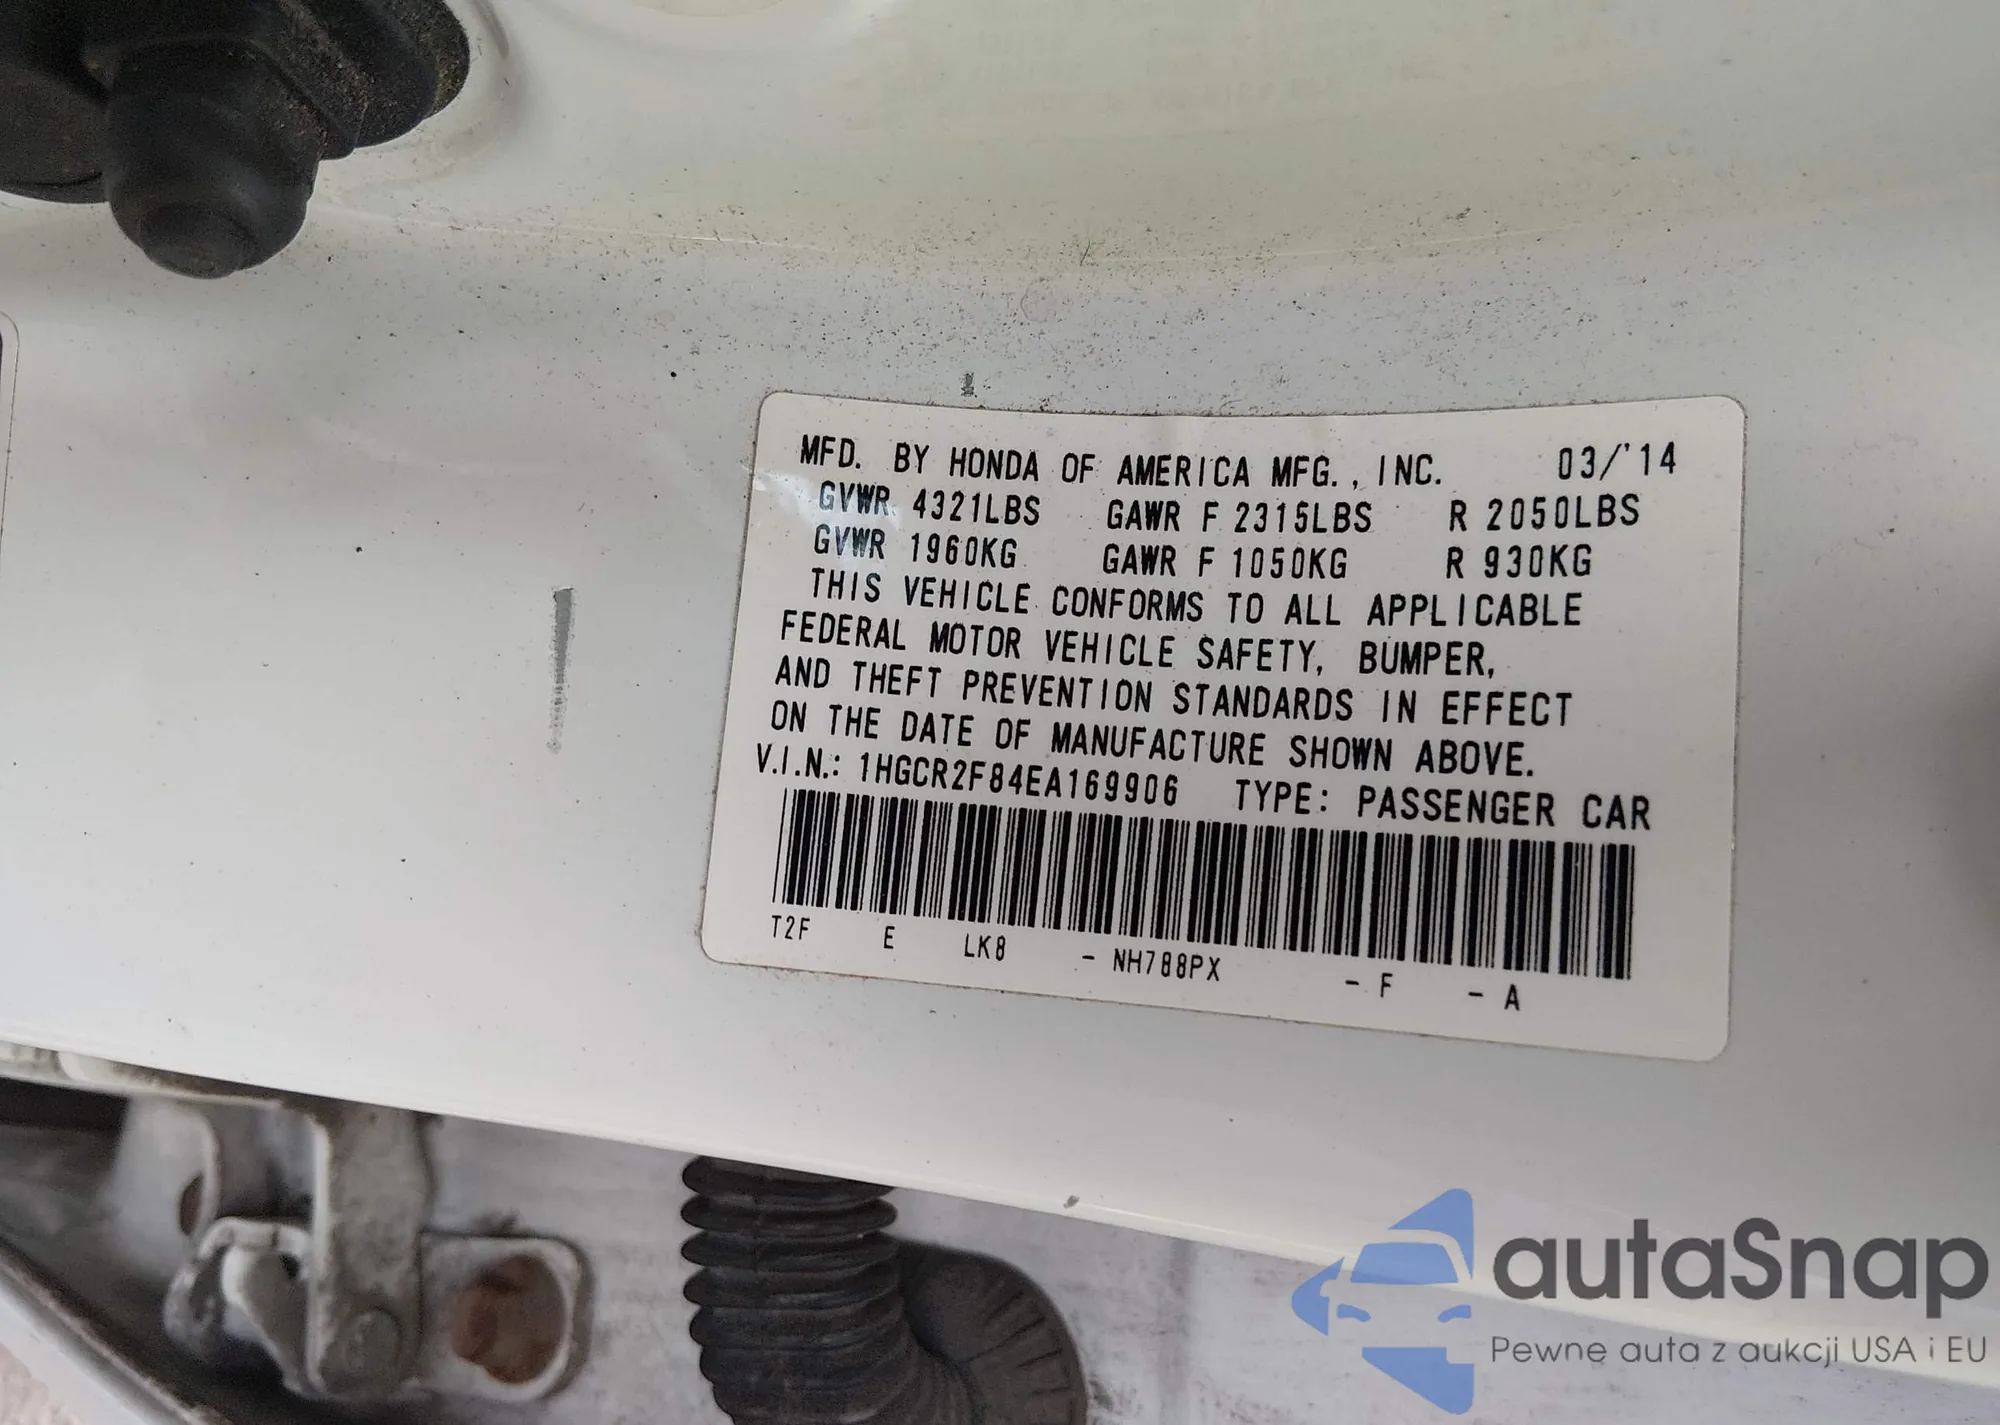 MFD. BY HONDA OF AMERICA MFG., INC. 03/'14
GVWR 4321LBS GAWR F 2315LBS R 2050LBS
GVWR 1960KG GAWR F 1050KG R 930KG
THIS VEHICLE CONFORMS TO ALL APPLICABLE
FEDERAL MOTOR VEHICLE SAFETY, BUMPER,
AND THEFT PREVENTION STANDARDS IN EFFECT
ON THE DATE OF MANUFACTURE SHOWN ABOVE.
V.I.N.: 1HGCR2F84EA169906 TYPE: PASSENGER CAR
T2F E LK8 - NH788PX - F - A
autaSnap
Pewne auta z aukcji USA i EU